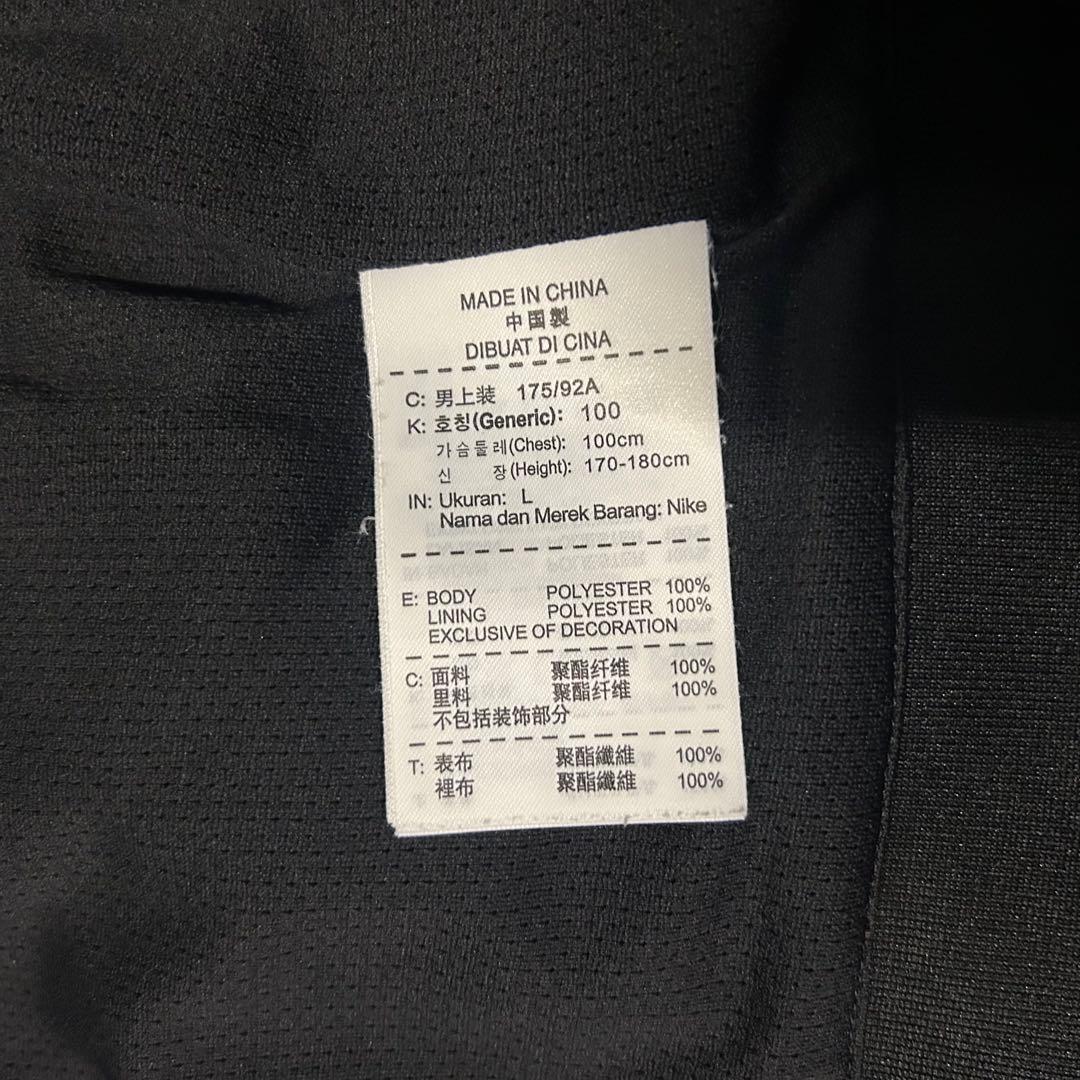 MADE IN CHINA
中国製
DIBUAT DI CINA
C: 男上装 175/92A
K: 호칭(Generic): 100
가슴둘레(Chest): 100cm
신 장(Height): 170-180cm
IN: Ukuran: L
Nama dan Merek Barang: Nike
E: BODY POLYESTER 100%
LINING POLYESTER 100%
EXCLUSIVE OF DECORATION
C: 面料 聚酯纤维 100%
里料 聚酯纤维 100%
不包括装饰部分
T: 表布 聚酯纖維 100%
裡布 聚酯纖維 100%